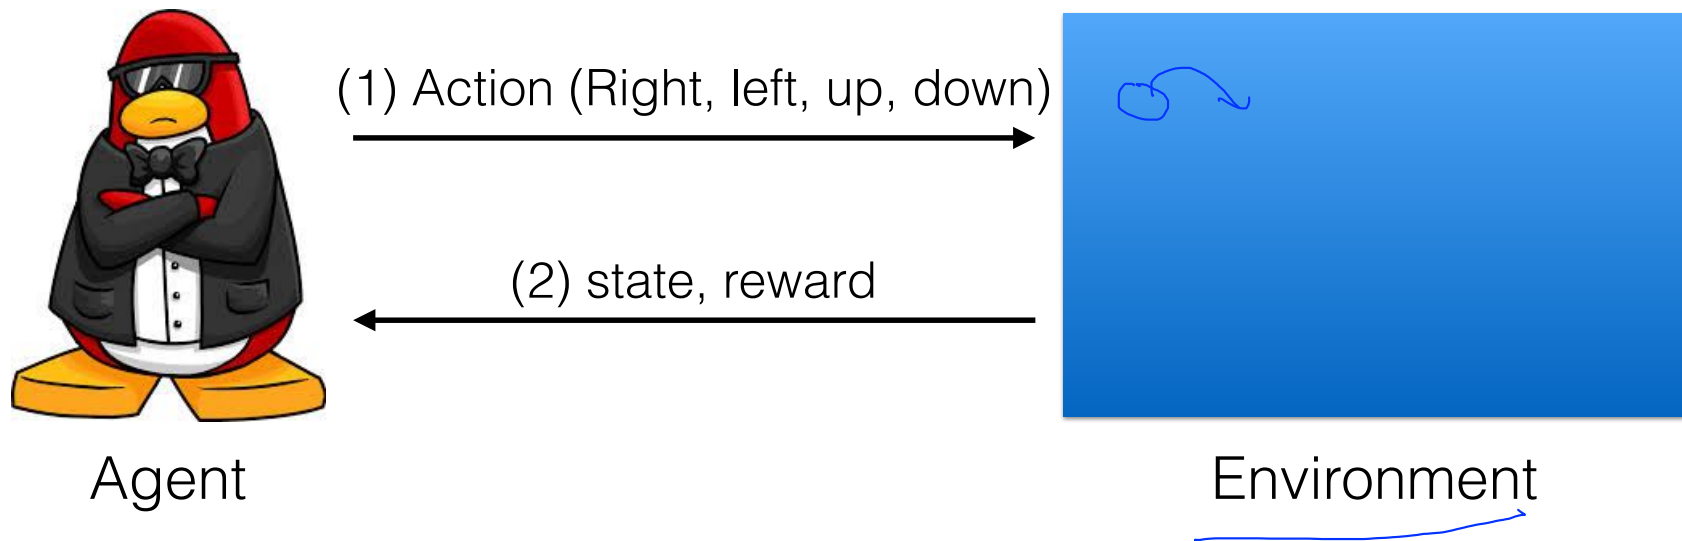 (1) Action (Right, left, up, down)
(2) state, reward
Agent
Environment